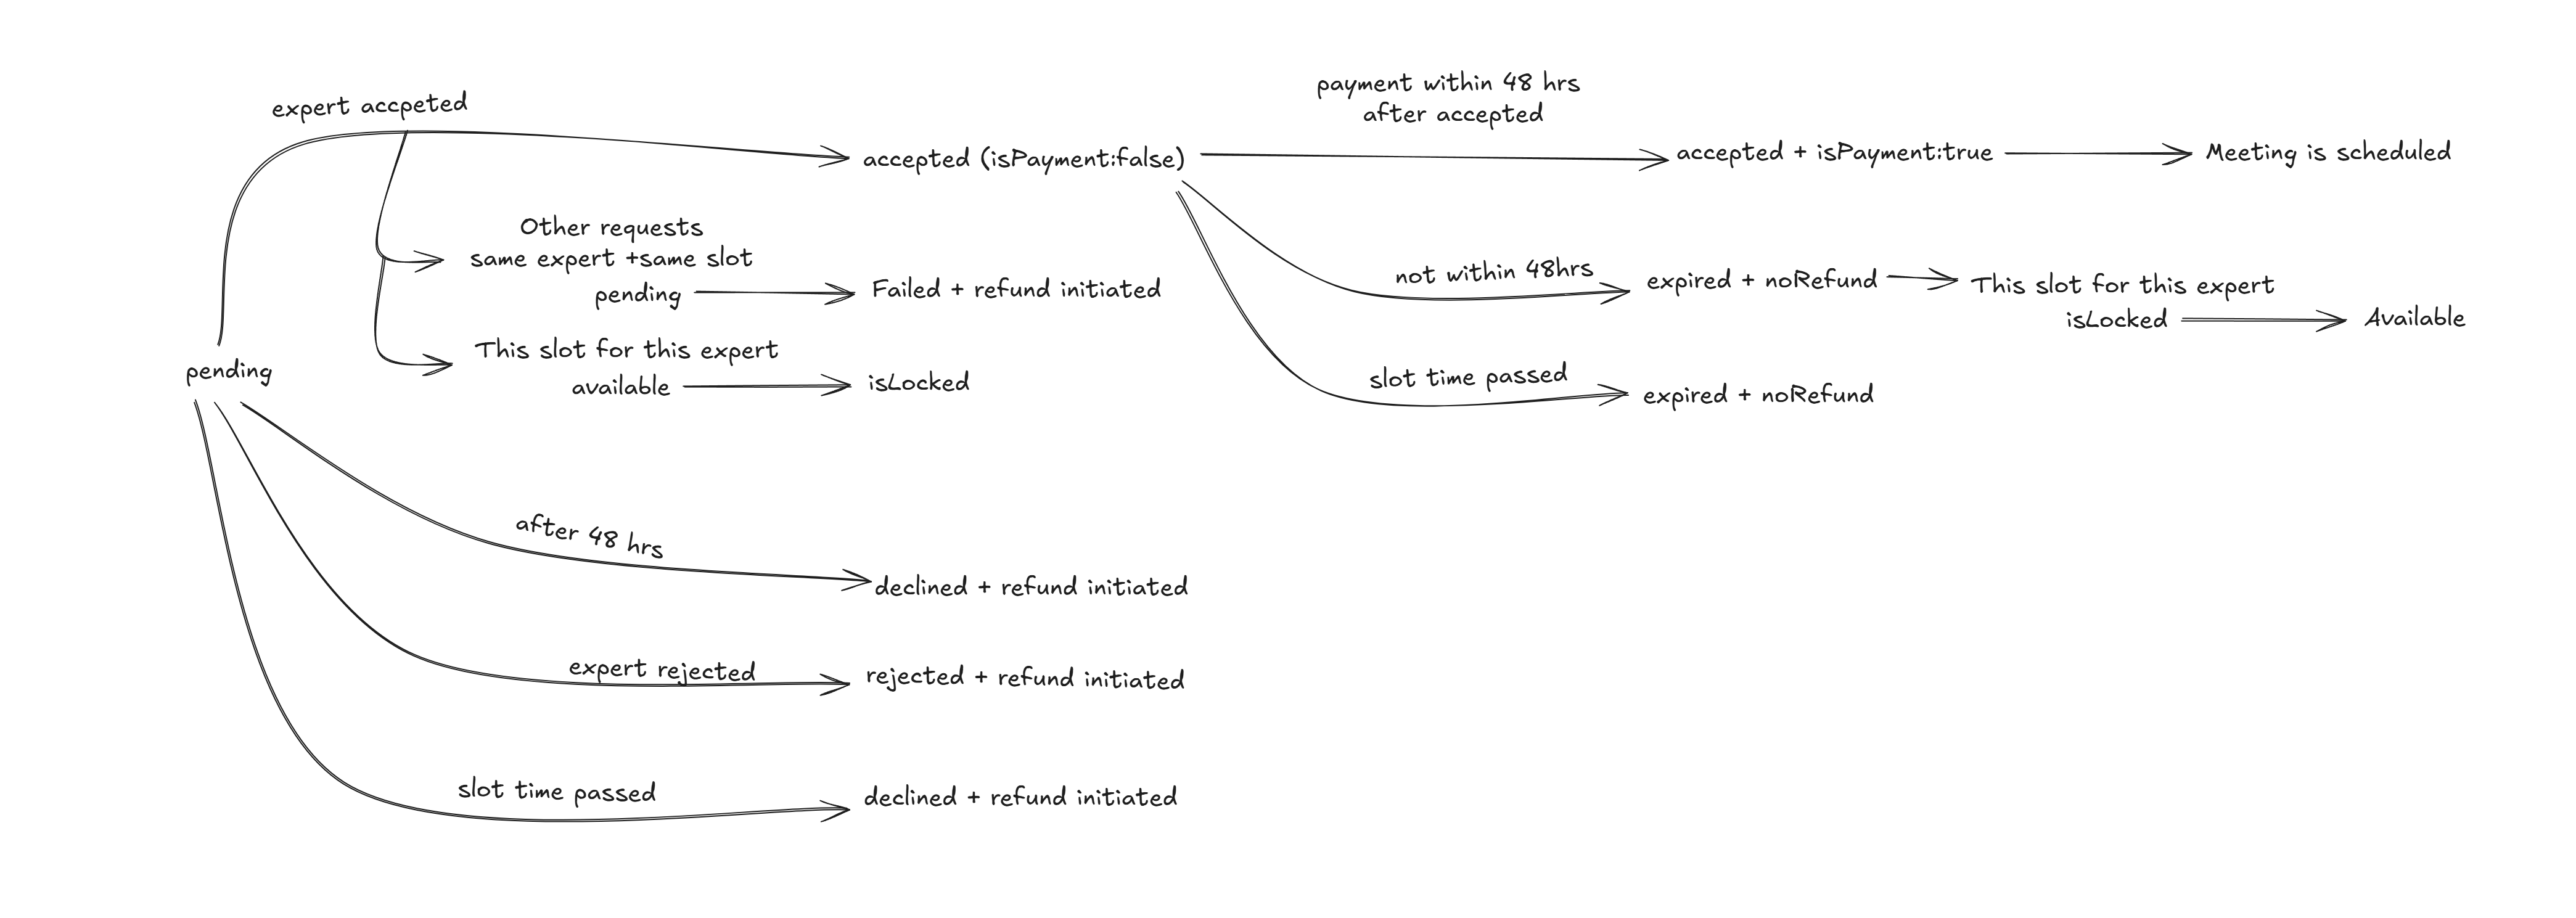 expert accpeted
payment within 48 hrs
after accepted
accepted (isPayment:false)
accepted + isPayment:true
Meeting is scheduled
Other requests
same expert +same slot
pending
Failed + refund initiated
not within 48hrs
expired + noRefund
This slot for this expert
isLocked
Available
This slot for this expert
available
isLocked
slot time passed
expired + noRefund
pending
after 48 hrs
declined + refund initiated
expert rejected
rejected + refund initiated
slot time passed
declined + refund initiated